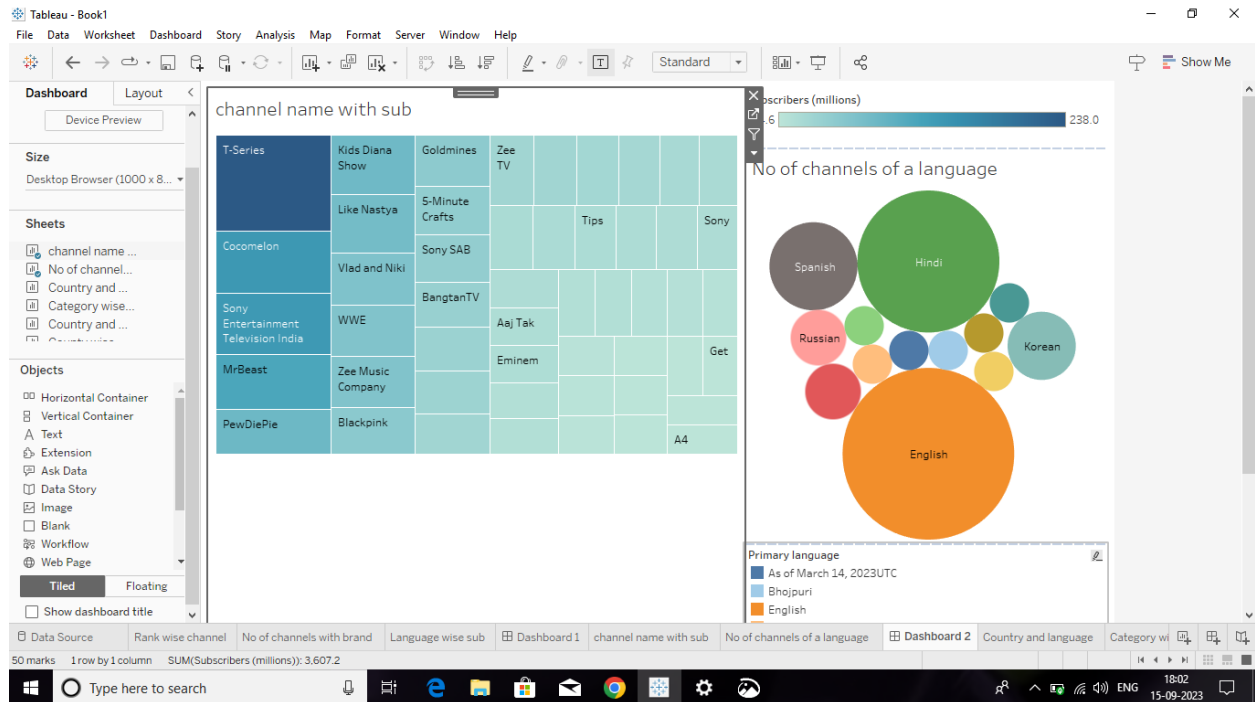 Tableau - Book1
File Data Worksheet Dashboard Story Analysis Map Format Server Window Help
Standard
Show Me
Dashboard Layout
Device Preview
Size
Desktop Browser (1000 x 8...
Sheets
channel name ...
No of channel...
Country and ...
Category wise...
Country and ...
Objects
Horizontal Container
Vertical Container
Text
Extension
Ask Data
Data Story
Image
Blank
Workflow
Web Page
Tiled Floating
Show dashboard title
channel name with sub
T-Series
Cocomelon
Sony
Entertainment
Television India
MrBeast
PewDiePie
Kids Diana
Show
Like Nastya
Vlad and Niki
WWE
Zee Music
Company
Blackpink
Goldmines
5-Minute
Crafts
Sony SAB
BangtanTV
Zee
TV
Tips
Sony
Aaj Tak
Eminem
Get
A4
bscribers (millions)
.6 238.0
No of channels of a language
Spanish
Hindi
Russian
Korean
English
Primary language
As of March 14, 2023UTC
Bhojpuri
English
Data Source Rank wise channel No of channels with brand Language wise sub Dashboard 1 channel name with sub No of channels of a language Dashboard 2 Country and language Category wi
50 marks 1 row by 1 column SUM(Subscribers (millions)): 3,607.2
Type here to search
ENG
18:02
15-09-2023